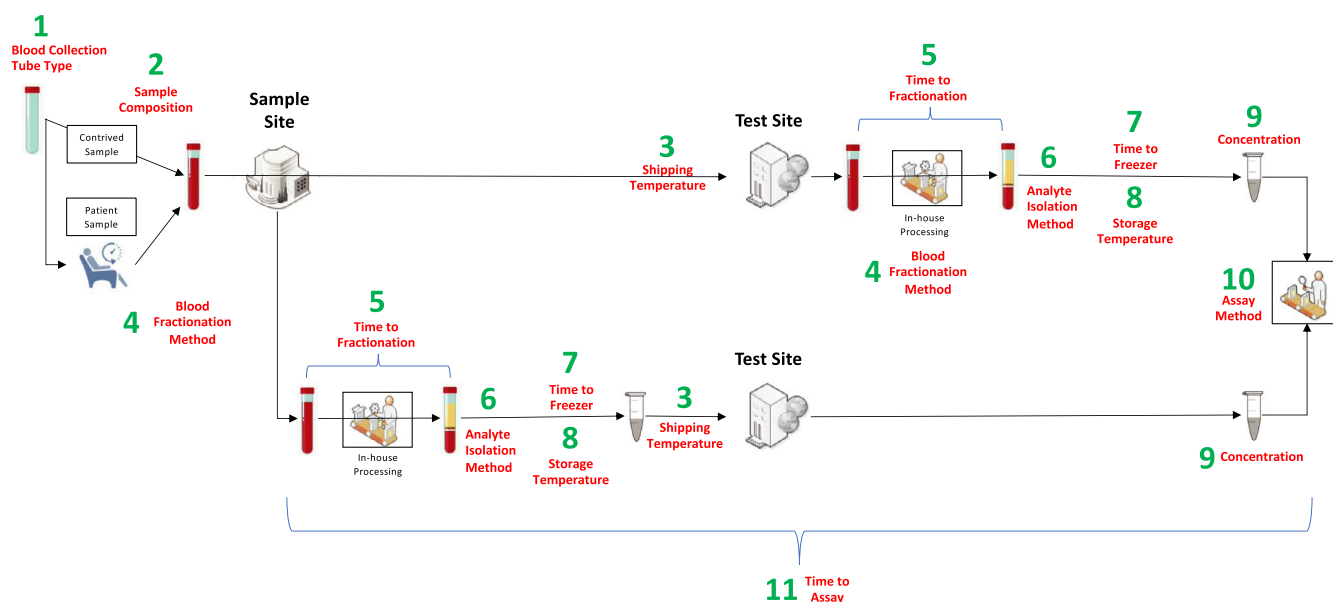 1
Blood Collection
Tube Type
2
Sample
Composition
Contrived
Sample
Patient
Sample
4
Blood
Fractionation
Method
Sample
Site
3
Shipping
Temperature
Test Site
5
Time to
Fractionation
In-house
Processing
4
Blood
Fractionation
Method
6
Analyte
Isolation
Method
7
Time to
Freezer
8
Storage
Temperature
9
Concentration
10
Assay
Method
5
Time to
Fractionation
In-house
Processing
6
Analyte
Isolation
Method
7
Time to
Freezer
8
Storage
Temperature
3
Shipping
Temperature
Test Site
9 Concentration
11 Time to
Assay